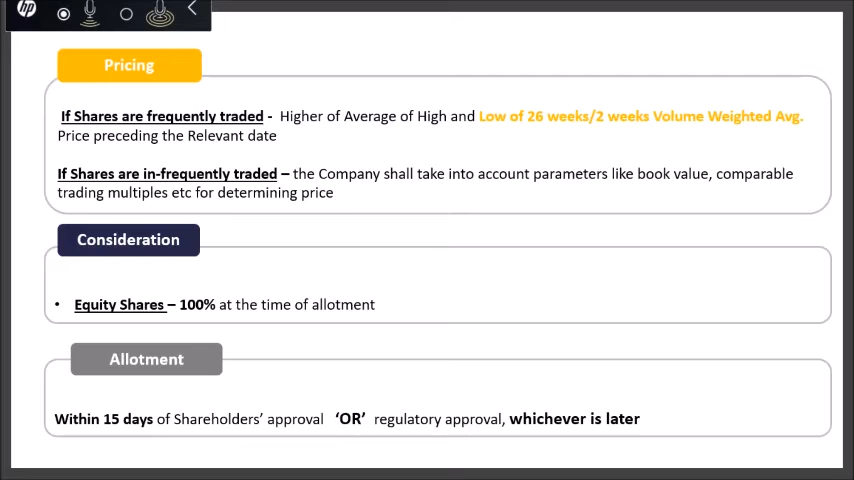 hp
Pricing
If Shares are frequently traded - Higher of Average of High and Low of 26 weeks/2 weeks Volume Weighted Avg.
Price preceding the Relevant date
If Shares are in-frequently traded – the Company shall take into account parameters like book value, comparable
trading multiples etc for determining price
Consideration
• Equity Shares – 100% at the time of allotment
Allotment
Within 15 days of Shareholders’ approval ‘OR’ regulatory approval, whichever is later